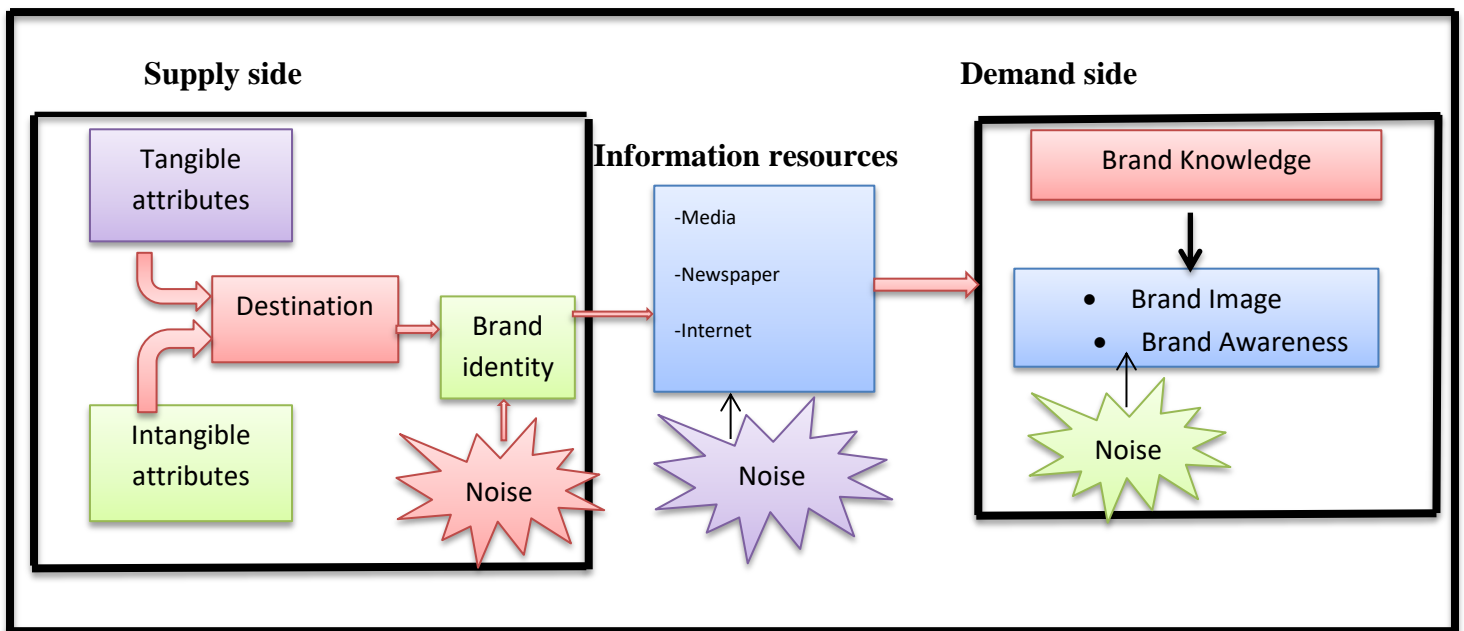 Supply side
Demand side
Tangible
attributes
Information resources
Brand Knowledge
-Media
-Newspaper
-Internet
Destination
Brand
identity
• Brand Image
• Brand Awareness
Intangible
attributes
Noise
Noise
Noise